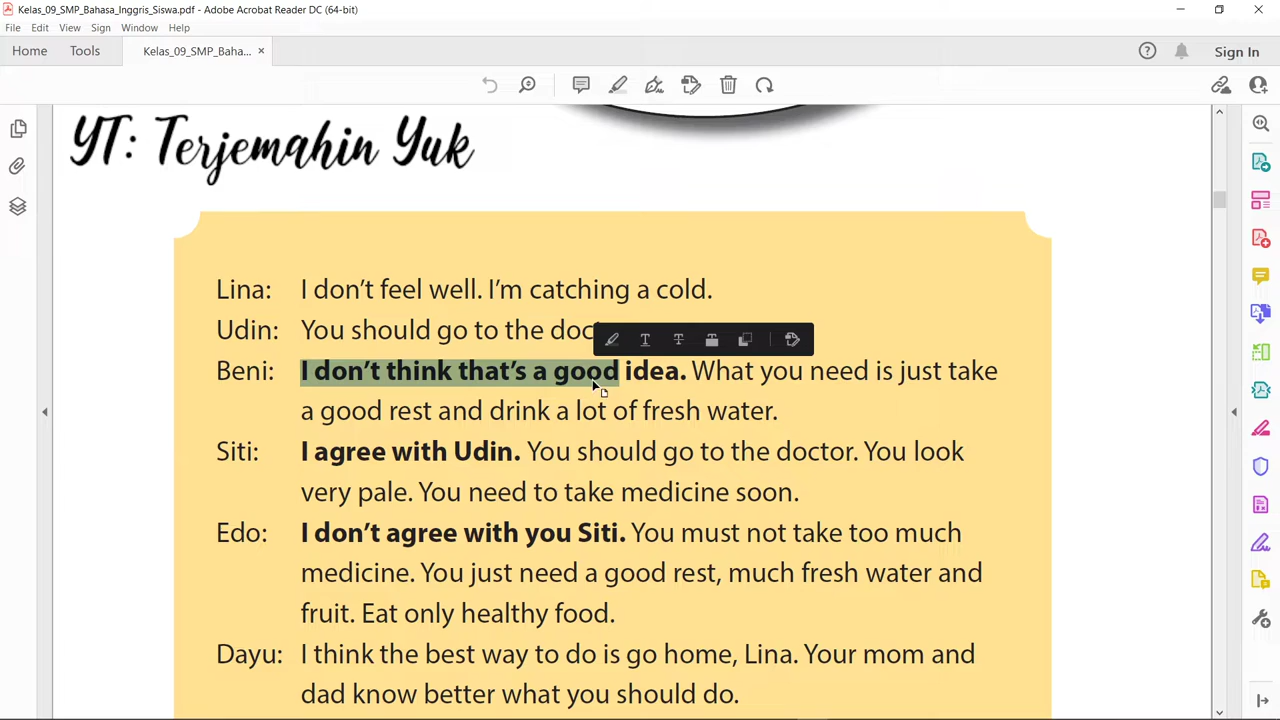 Kelas_09_SMP_Bahasa_Inggris_Siswa.pdf - Adobe Acrobat Reader DC (64-bit)
File Edit View Sign Window Help
Home Tools Kelas_09_SMP_Baha... × Sign In
YT: Terjemahin Yuk
Lina: I don't feel well. I'm catching a cold.
Udin: You should go to the doc
Beni: I don't think that's a good idea. What you need is just take
a good rest and drink a lot of fresh water.
Siti: I agree with Udin. You should go to the doctor. You look
very pale. You need to take medicine soon.
Edo: I don't agree with you Siti. You must not take too much
medicine. You just need a good rest, much fresh water and
fruit. Eat only healthy food.
Dayu: I think the best way to do is go home, Lina. Your mom and
dad know better what you should do.